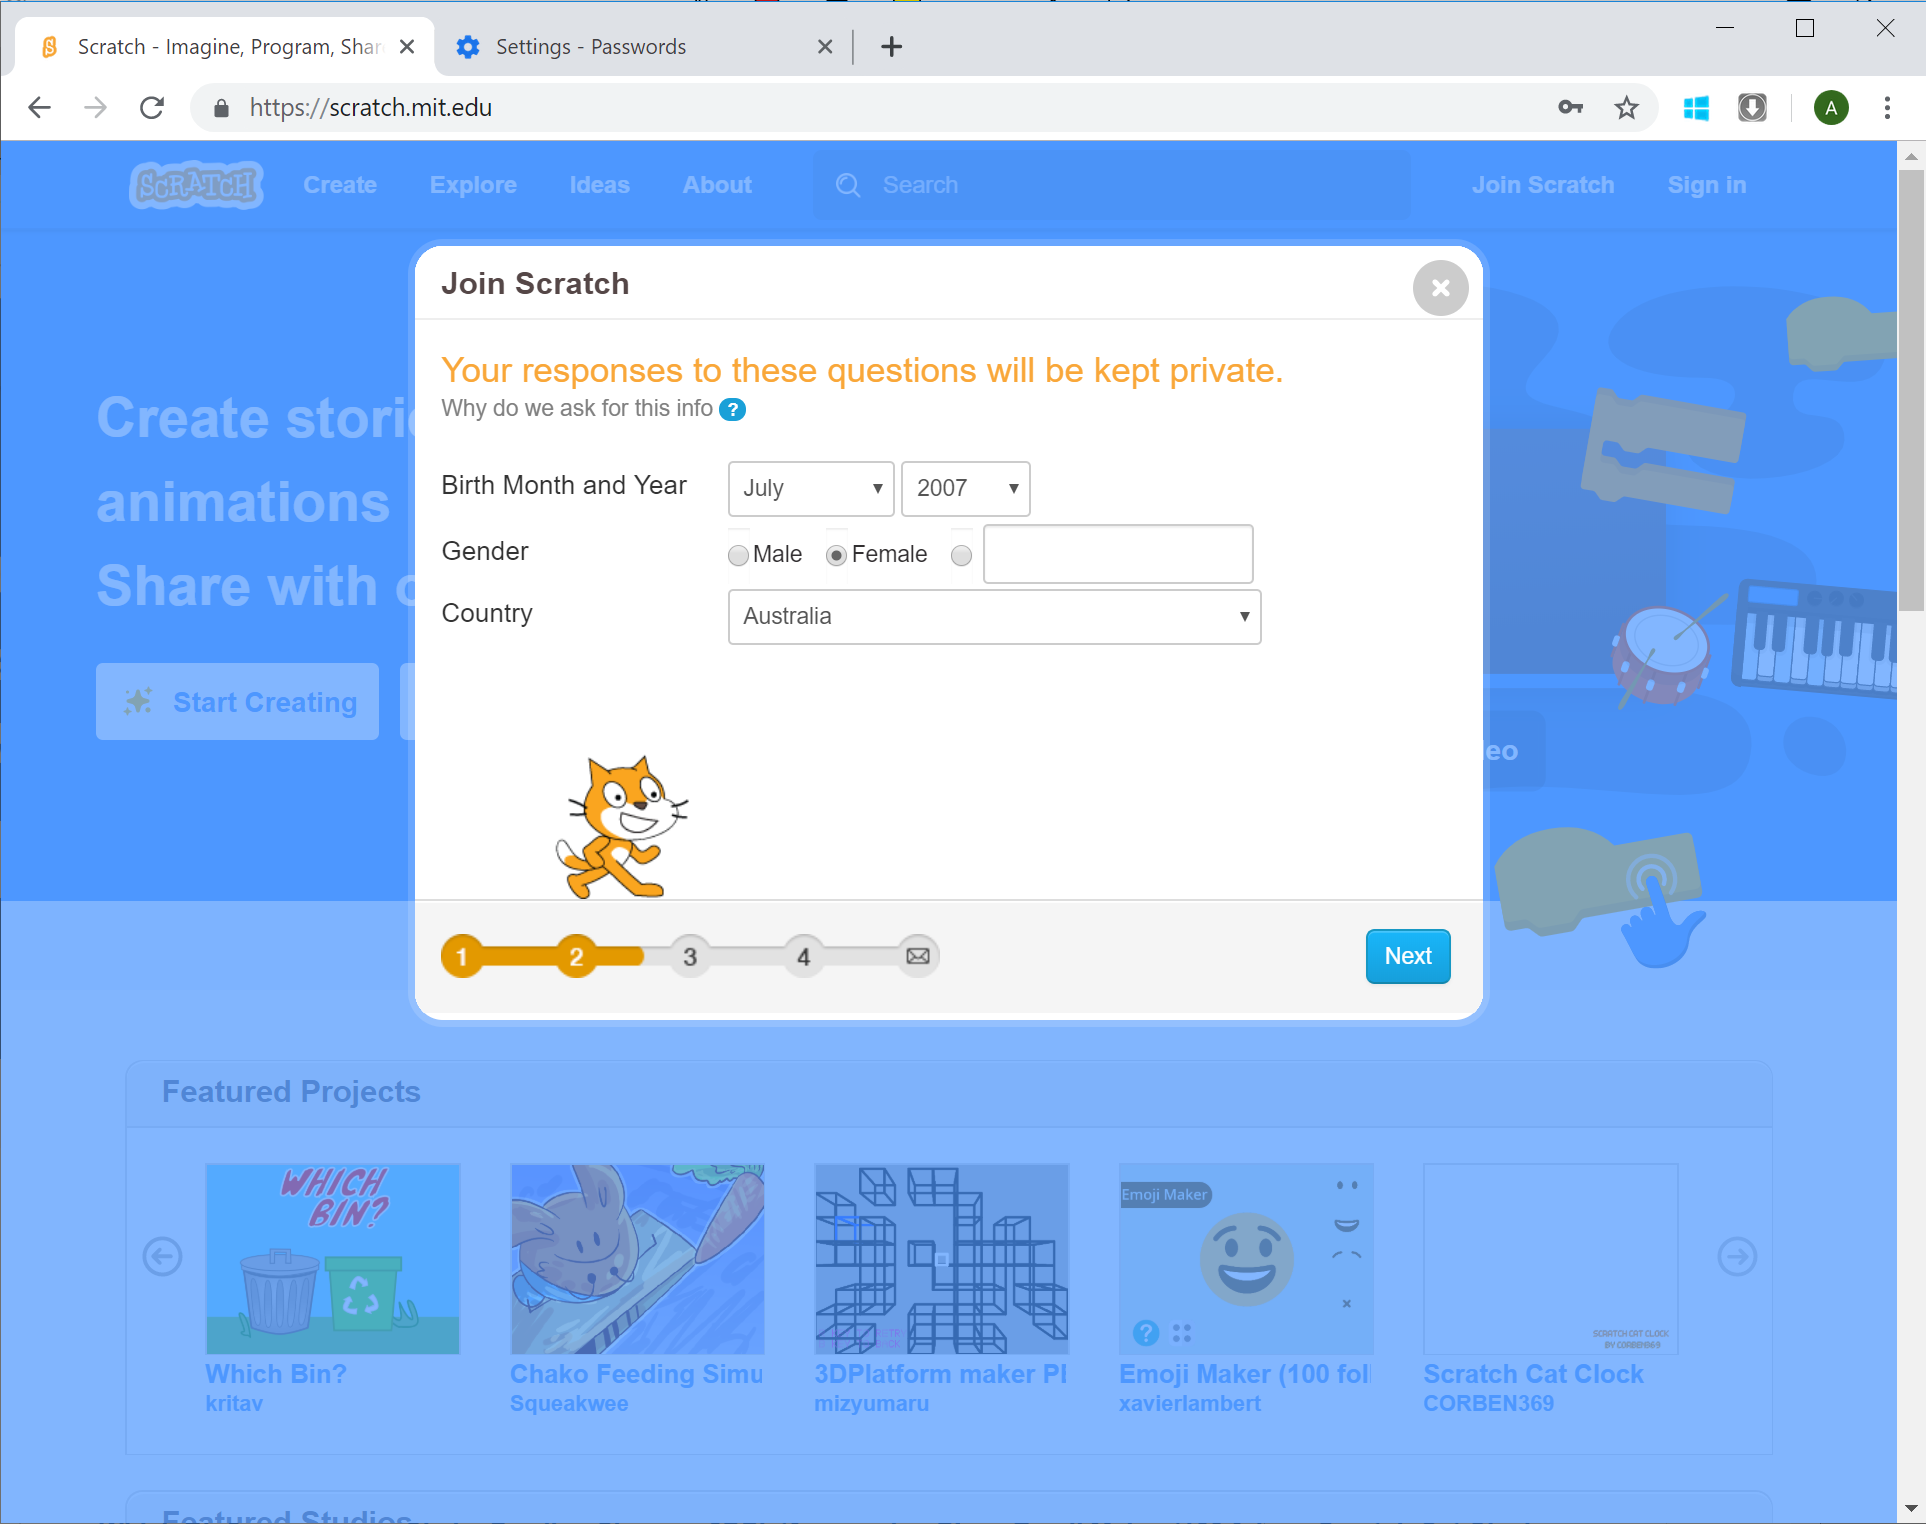 Scratch - Imagine, Program, Shar
Settings - Passwords
https://scratch.mit.edu
A
SCRATCH
Create
Explore
Ideas
About
Search
Join Scratch
Sign in
Join Scratch
Your responses to these questions will be kept private.
Why do we ask for this info ?
Birth Month and Year
July
2007
Gender
Male
Female
Country
Australia
Create stori
animations
Share with o
Start Creating
eo
1
2
3
4
Next
Featured Projects
WHICH
BIN?
Emoji Maker
?
SCRATCH CAT CLOCK
BY CORBEN369
Which Bin?
Chako Feeding Simu
3DPlatform maker Pl
Emoji Maker (100 foll
Scratch Cat Clock
kritav
Squeakwee
mizyumaru
xavierlambert
CORBEN369
Featured Studios